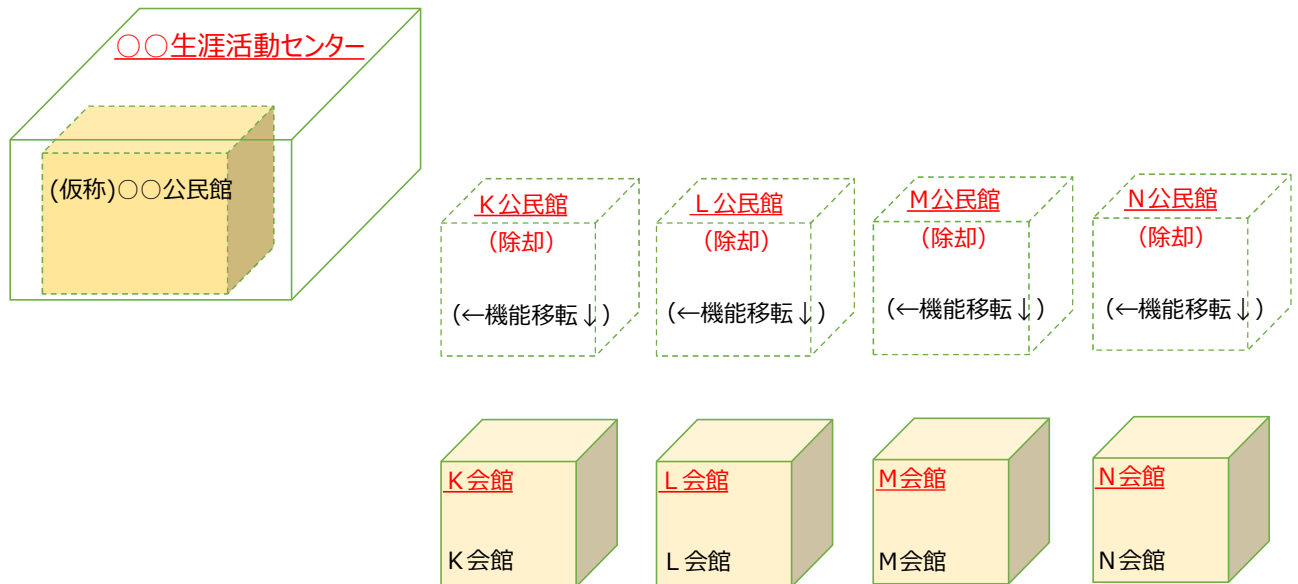 ○○生涯活動センター
(仮称)○○公民館
K公民館
(除却)
(←機能移転↓)
L公民館
(除却)
(←機能移転↓)
M公民館
(除却)
(←機能移転↓)
N公民館
(除却)
(←機能移転↓)
K会館
K会館
L会館
L会館
M会館
M会館
N会館
N会館